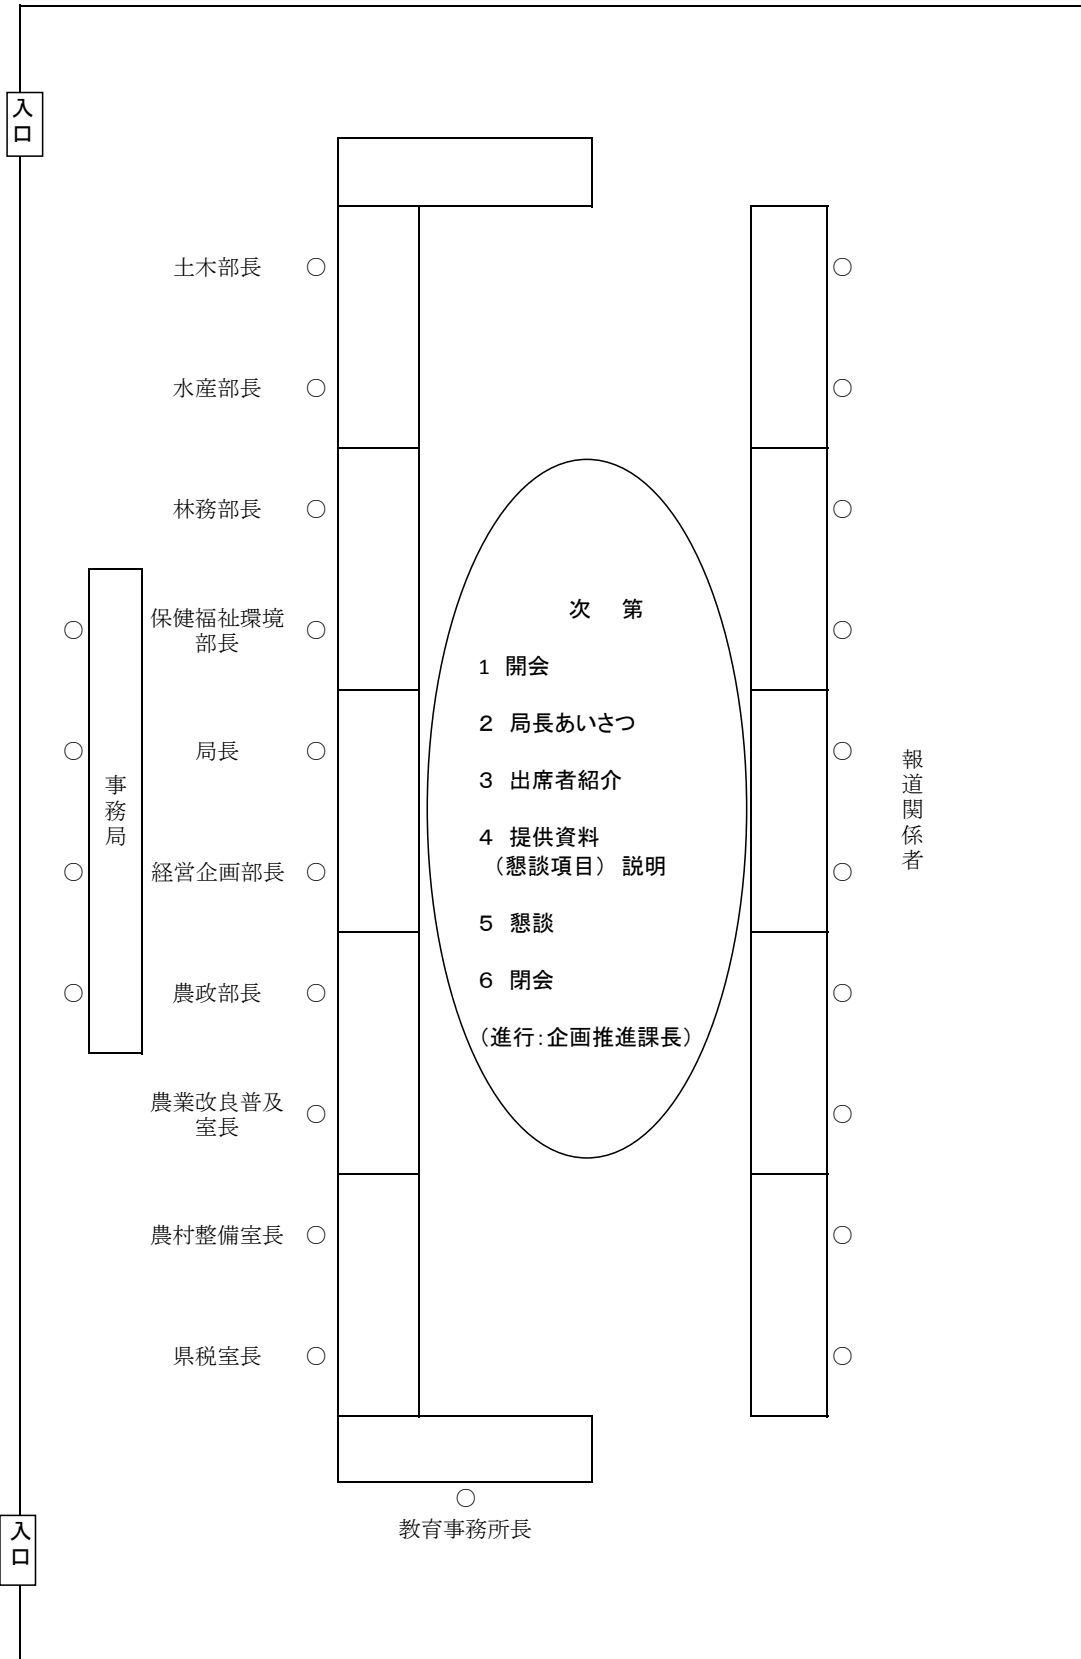 入口
土木部長 ○ ○
水産部長 ○ ○
林務部長 ○ ○
○ 保健福祉環境 ○ ○
部長
○ 局長 ○ ○
○ 経営企画部長 ○ ○
○ 農政部長 ○ ○
農業改良普及 ○ ○
室長
農村整備室長 ○ ○
県税室長 ○ ○
事務局
次 第
1 開会
2 局長あいさつ
3 出席者紹介
4 提供資料
（懇談項目） 説明
5 懇談
6 閉会
（進行：企画推進課長）
報道関係者
○
教育事務所長
入口